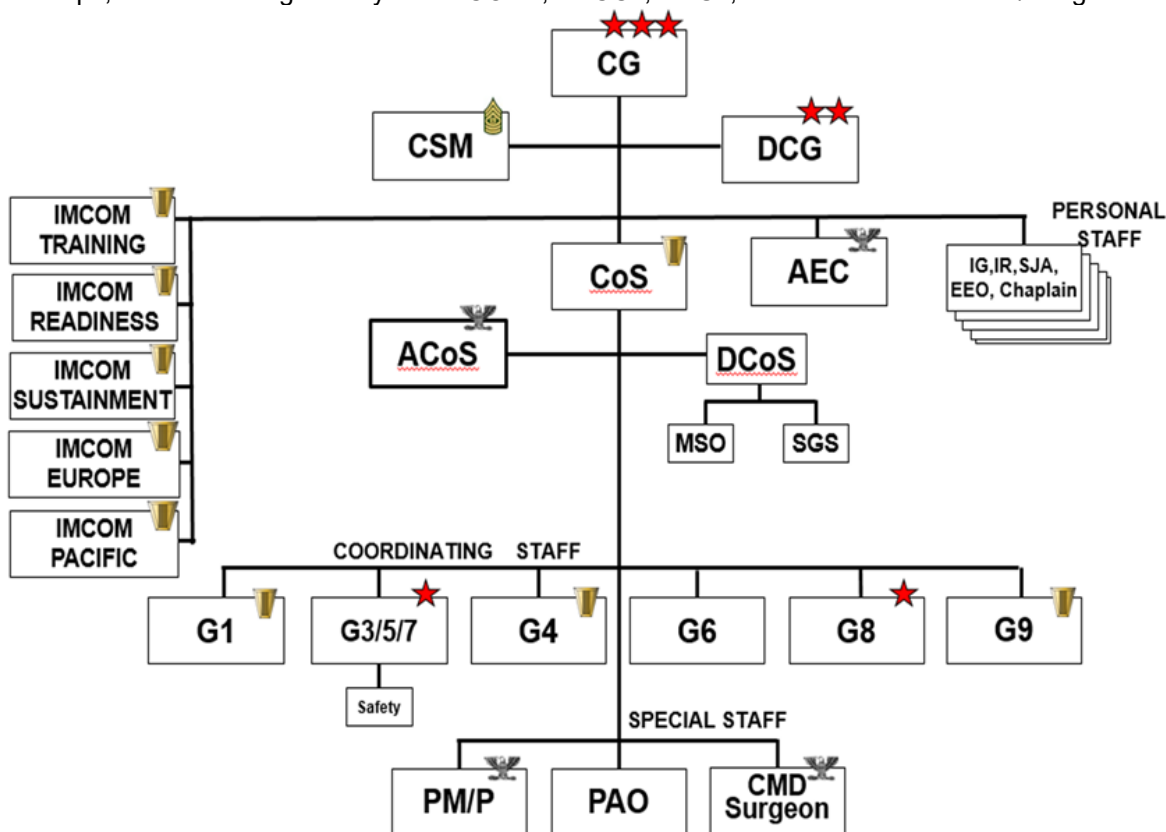 CG
CSM
DCG
IMCOM
TRAINING
IMCOM
READINESS
IMCOM
SUSTAINMENT
IMCOM
EUROPE
IMCOM
PACIFIC
CoS
AEC
PERSONAL
STAFF
IG,IR,SJA,
EEO, Chaplain
ACoS
DCoS
MSO
SGS
COORDINATING STAFF
G1
G3/5/7
G4
G6
G8
G9
Safety
SPECIAL STAFF
PM/P
PAO
CMD
Surgeon